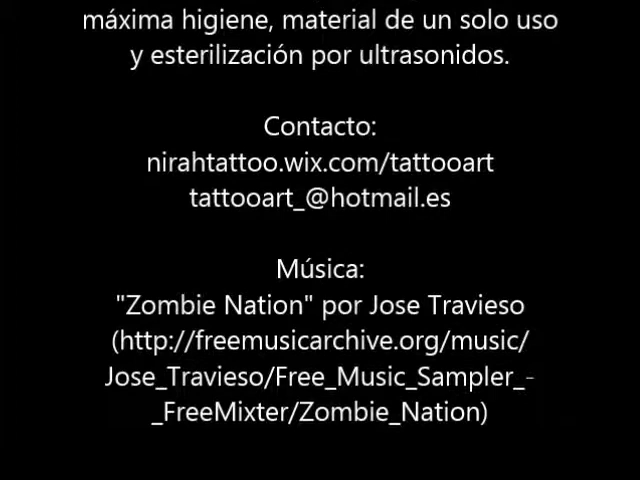 máxima higiene, material de un solo uso
y esterilización por ultrasonidos.
Contacto:
nirahtattoo.wix.com/tattooart
tattooart_@hotmail.es
Música:
"Zombie Nation" por Jose Travieso
(http://freemusicarchive.org/music/
Jose_Travieso/Free_Music_Sampler_-
_FreeMixter/Zombie_Nation)